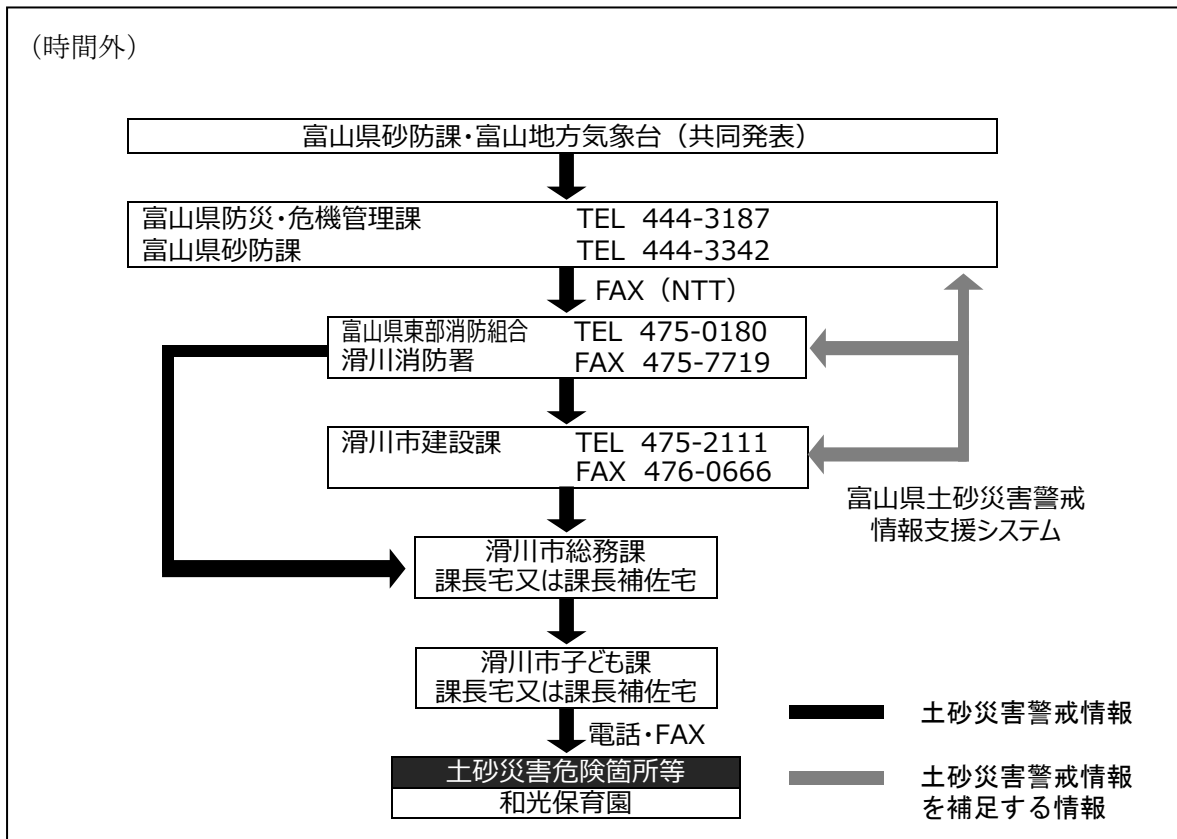 （時間外）
富山県砂防課・富山地方気象台（共同発表）
富山県防災・危機管理課 TEL 444-3187
富山県砂防課 TEL 444-3342
FAX（NTT）
富山県東部消防組合 TEL 475-0180
滑川消防署 FAX 475-7719
滑川市建設課 TEL 475-2111
FAX 476-0666
富山県土砂災害警戒
情報支援システム
滑川市総務課
課長宅又は課長補佐宅
滑川市子ども課
課長宅又は課長補佐宅
電話・FAX
土砂災害危険箇所等
和光保育園
土砂災害警戒情報
土砂災害警戒情報
を補足する情報